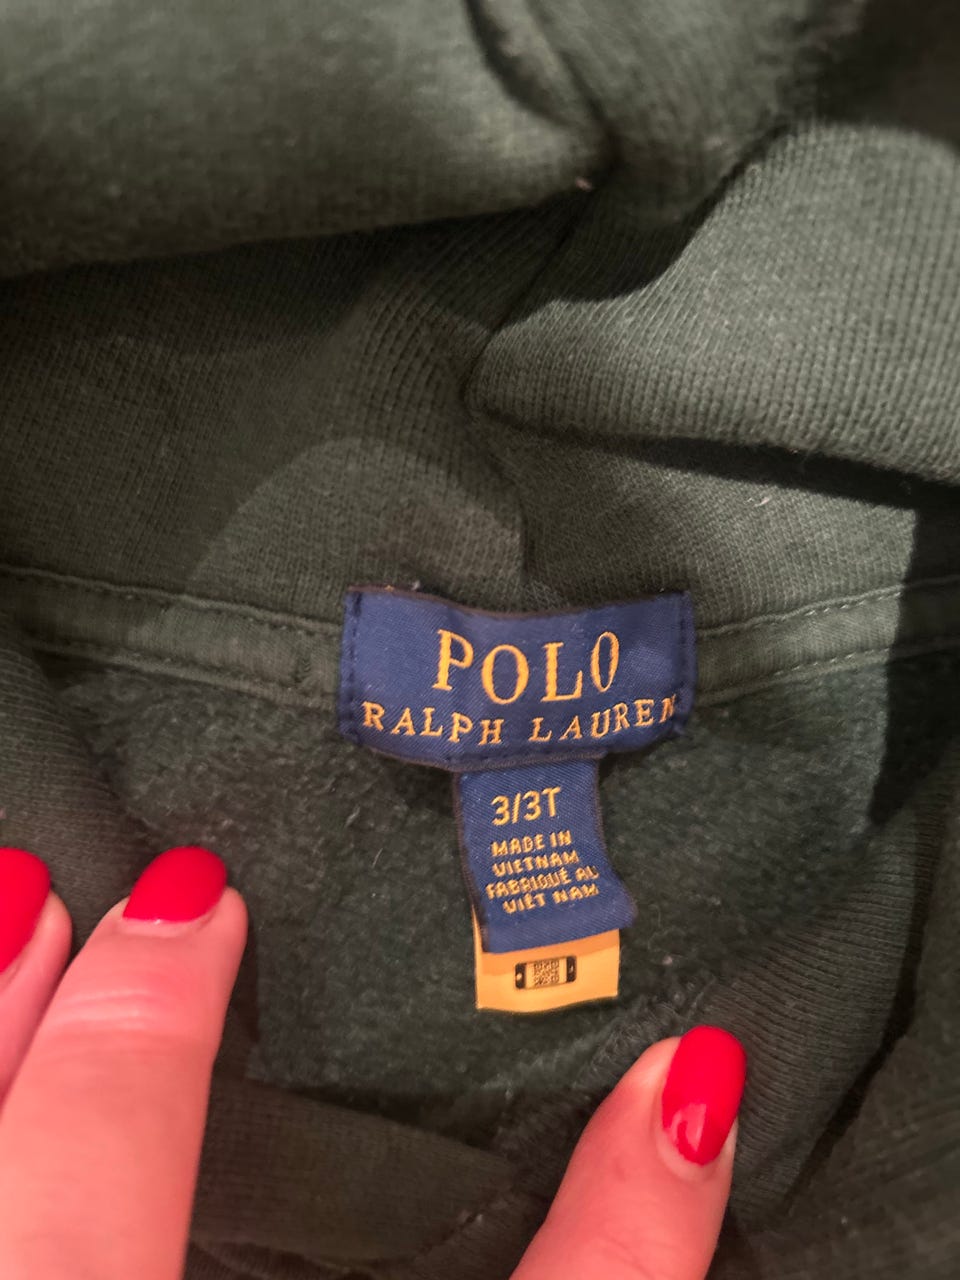 POLO
RALPH LAUREN
3/3T
MADE IN
VIETNAM
FABRIQUÉ AU
VIÊT NAM